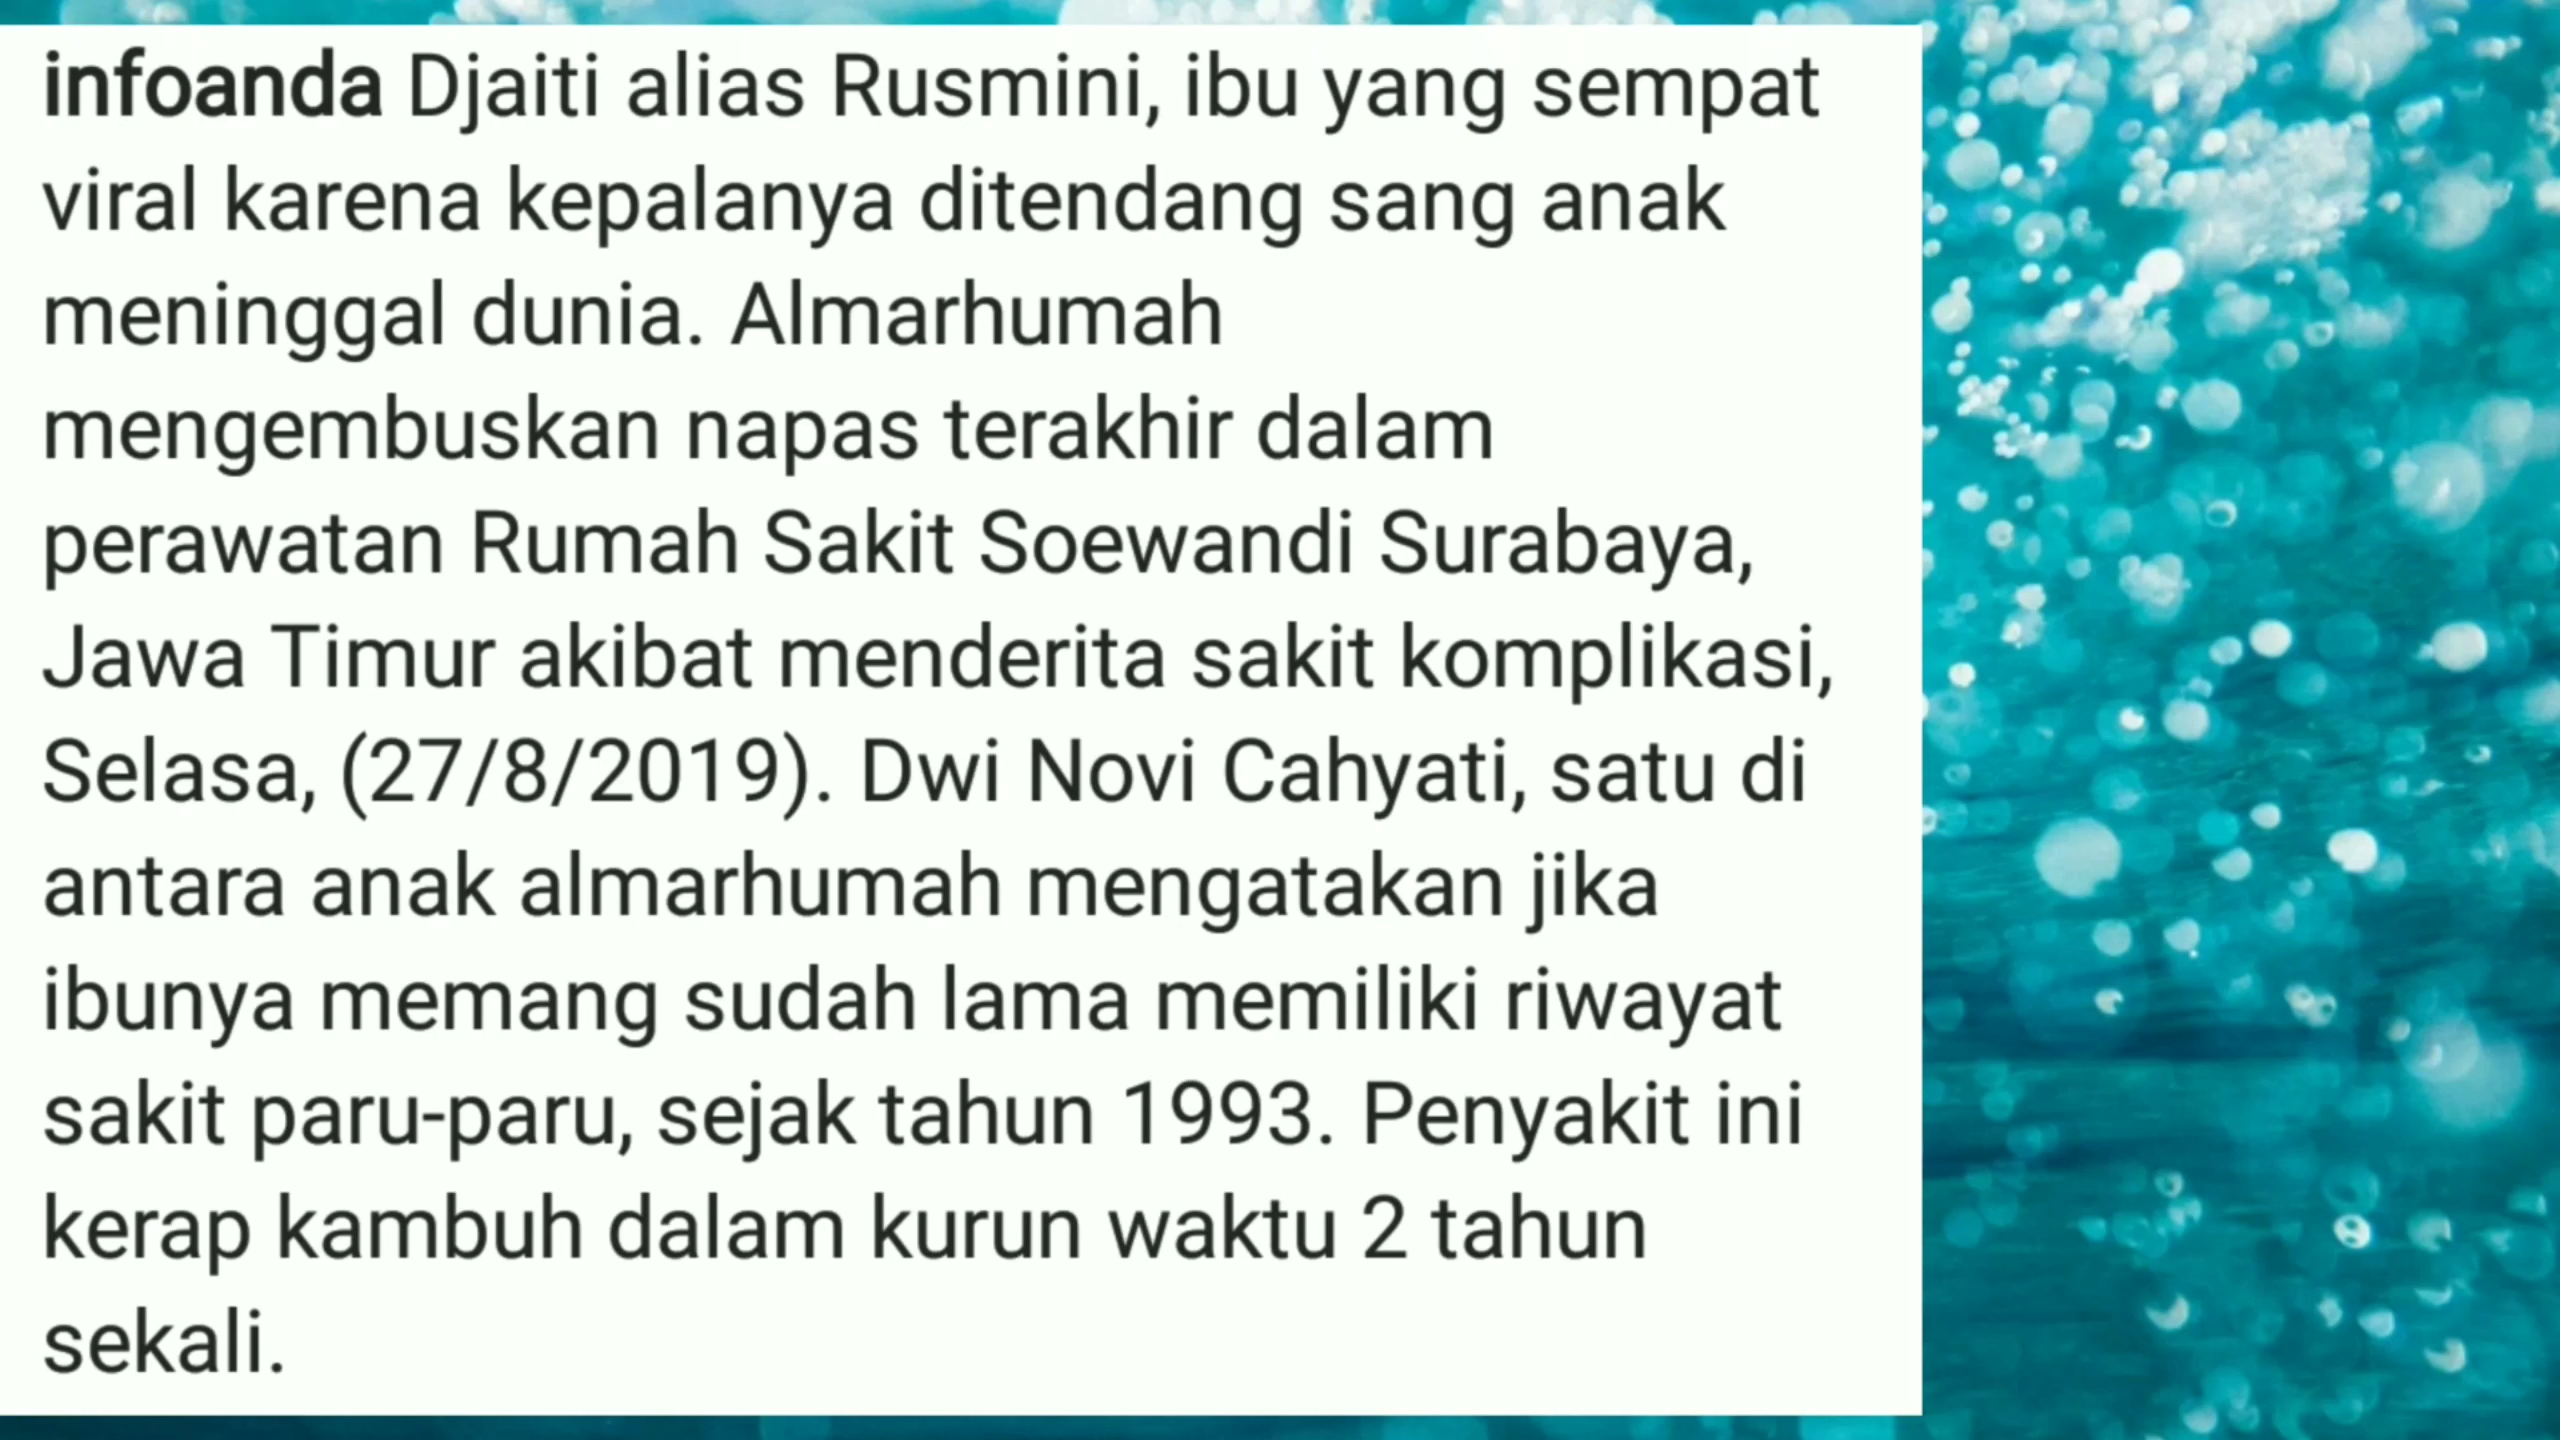 infoanda Djaiti alias Rusmini, ibu yang sempat
viral karena kepalanya ditendang sang anak
meninggal dunia. Almarhumah
mengembuskan napas terakhir dalam
perawatan Rumah Sakit Soewandi Surabaya,
Jawa Timur akibat menderita sakit komplikasi,
Selasa, (27/8/2019). Dwi Novi Cahyati, satu di
antara anak almarhumah mengatakan jika
ibunya memang sudah lama memiliki riwayat
sakit paru-paru, sejak tahun 1993. Penyakit ini
kerap kambuh dalam kurun waktu 2 tahun
sekali.